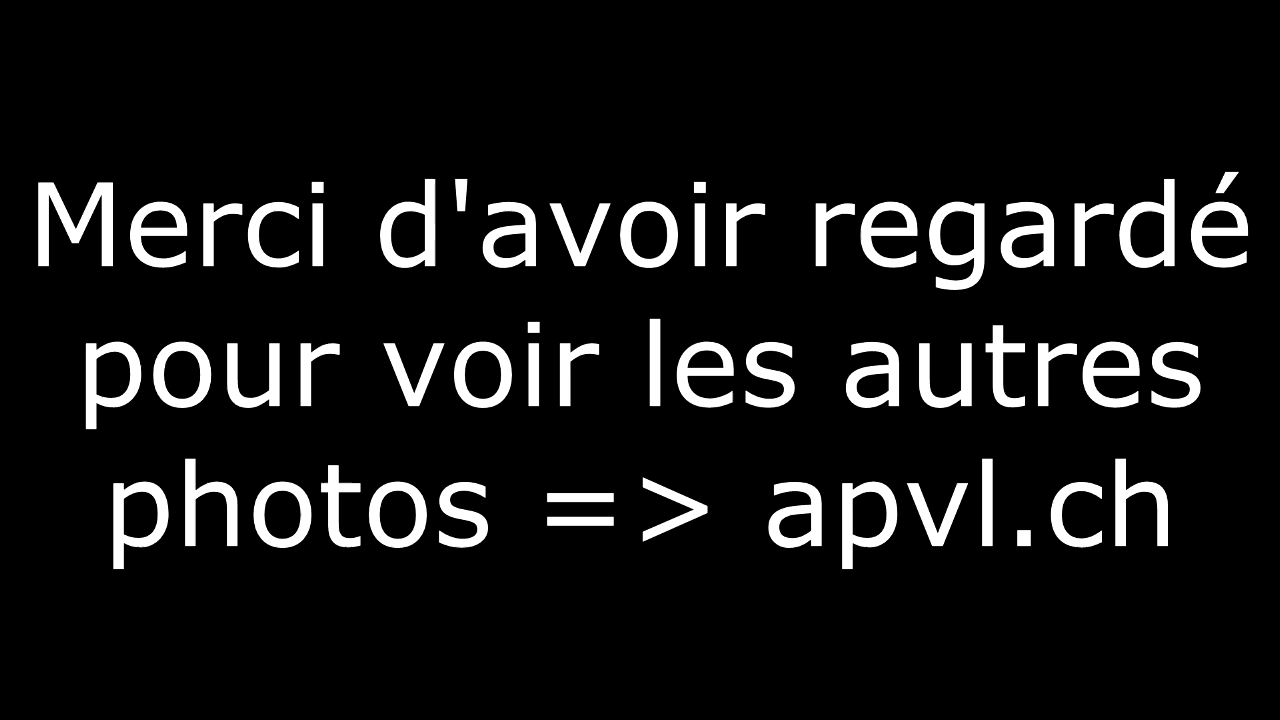 Merci d'avoir regardé
pour voir les autres
photos => apvl.ch